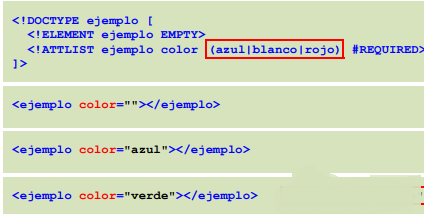 <!DOCTYPE ejemplo [
<!ELEMENT ejemplo EMPTY>
<!ATTLIST ejemplo color (azul|blanco|rojo) #REQUIRED>
]>
<ejemplo color=""></ejemplo>
<ejemplo color="azul"></ejemplo>
<ejemplo color="verde"></ejemplo>